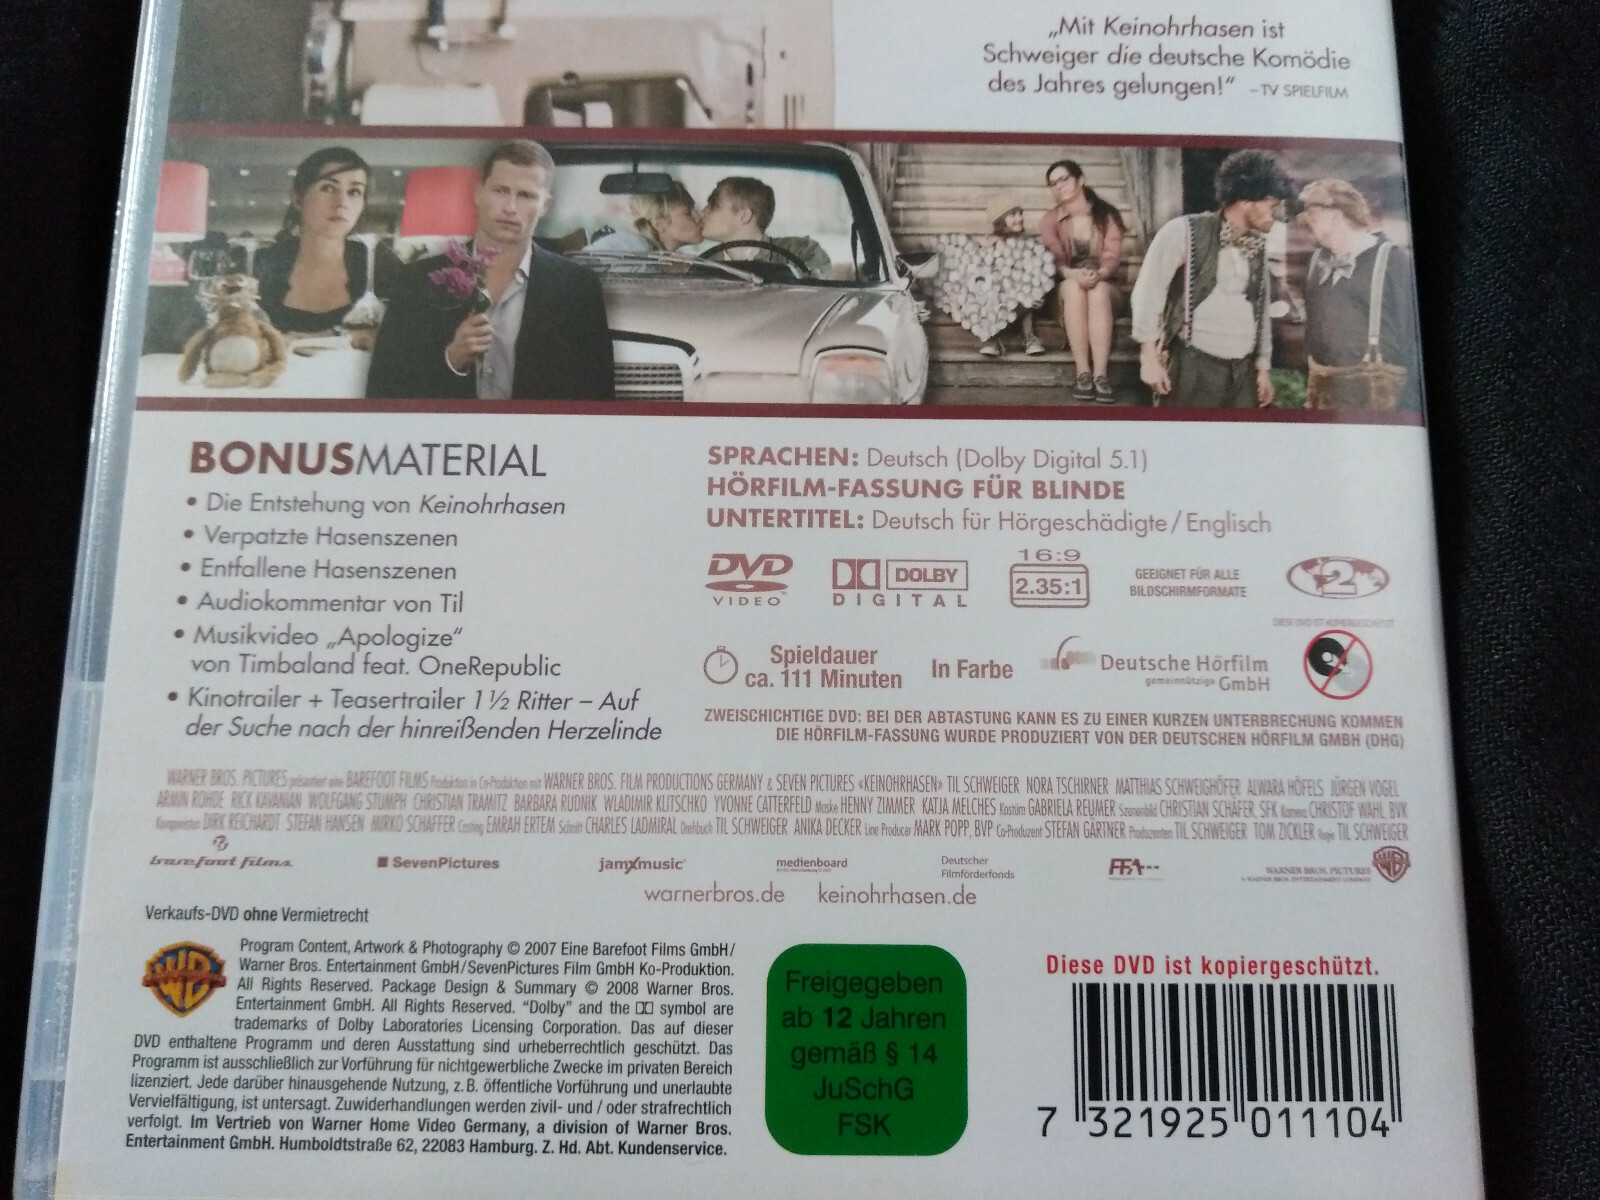 „Mit Keinohrhasen ist
Schweiger die deutsche Komödie
des Jahres gelungen!“ –TV SPIELFILM
BONUSMATERIAL
• Die Entstehung von Keinohrhasen
• Verpatzte Hasenszenen
• Entfallene Hasenszenen
• Audiokommentar von Til
• Musikvideo „Apologize“
von Timbaland feat. OneRepublic
• Kinotrailer + Teasertrailer 1½ Ritter – Auf
der Suche nach der hinreißenden Herzelinde
SPRACHEN: Deutsch (Dolby Digital 5.1)
HÖRFILM-FASSUNG FÜR BLINDE
UNTERTITEL: Deutsch für Hörgeschädigte/Englisch
DVD
VIDEO™
DOLBY
DIGITAL
16:9
2.35:1
GEEIGNET FÜR ALLE
BILDSCHIRMFORMATE
2
DIESE DVD IST KOPIERGESCHÜTZT
Spieldauer
ca. 111 Minuten
In Farbe
Deutsche Hörfilm
gemeinnützige GmbH
ZWEISCHICHTIGE DVD: BEI DER ABTASTUNG KANN ES ZU EINER KURZEN UNTERBRECHUNG KOMMEN
DIE HÖRFILM-FASSUNG WURDE PRODUZIERT VON DER DEUTSCHEN HÖRFILM GMBH (DHG)
WARNER BROS. PICTURES präsentiert eine BAREFOOT FILMS Produktion in Co-Produktion mit WARNER BROS. FILM PRODUCTIONS GERMANY & SEVEN PICTURES «KEINOHRHASEN» TIL SCHWEIGER NORA TSCHIRNER MATTHIAS SCHWEIGHÖFER ALWARA HÖFELS JÜRGEN VOGEL
ARMIN ROHDE RICK KAVANIAN WOLFGANG STUMPH CHRISTIAN TRAMITZ BARBARA RUDNIK WLADIMIR KLITSCHKO YVONNE CATTERFELD Maske HENNY ZIMMER KATJA MELCHES Kostüm GABRIELA REUMER Szenenbild CHRISTIAN SCHÄFER, SFK Kamera CHRISTOF WAHL BVK
Komponisten DIRK REICHARDT STEFAN HANSEN MIRKO SCHAFFER Casting EMRAH ERTEM Schnitt CHARLES LADMIRAL Drehbuch TIL SCHWEIGER ANIKA DECKER Line Producer MARK POPP, BVP Co-Produzent STEFAN GÄRTNER Produzenten TIL SCHWEIGER TOM ZICKLER Regie TIL SCHWEIGER
barefoot films
SevenPictures
jamXmusic
medienboard
Deutscher
Filmförderfonds
FFA
WARNER BROS. PICTURES
warnerbros.de keinohrhasen.de
Verkaufs-DVD ohne Vermietrecht
Program Content, Artwork & Photography © 2007 Eine Barefoot Films GmbH/
Warner Bros. Entertainment GmbH/SevenPictures Film GmbH Ko-Produktion.
All Rights Reserved. Package Design & Summary © 2008 Warner Bros.
Entertainment GmbH. All Rights Reserved. “Dolby” and the symbol are
trademarks of Dolby Laboratories Licensing Corporation. Das auf dieser
DVD enthaltene Programm und deren Ausstattung sind urheberrechtlich geschützt. Das
Programm ist ausschließlich zur Vorführung für nichtgewerbliche Zwecke im privaten Bereich
lizenziert. Jede darüber hinausgehende Nutzung, z.B. öffentliche Vorführung und unerlaubte
Vervielfältigung, ist untersagt. Zuwiderhandlungen werden zivil- und / oder strafrechtlich
verfolgt. Im Vertrieb von Warner Home Video Germany, a division of Warner Bros.
Entertainment GmbH. Humboldtstraße 62, 22083 Hamburg. Z. Hd. Abt. Kundenservice.
Freigegeben
ab 12 Jahren
gemäß § 14
JuSchG
FSK
Diese DVD ist kopiergeschützt.
7 321925 011104